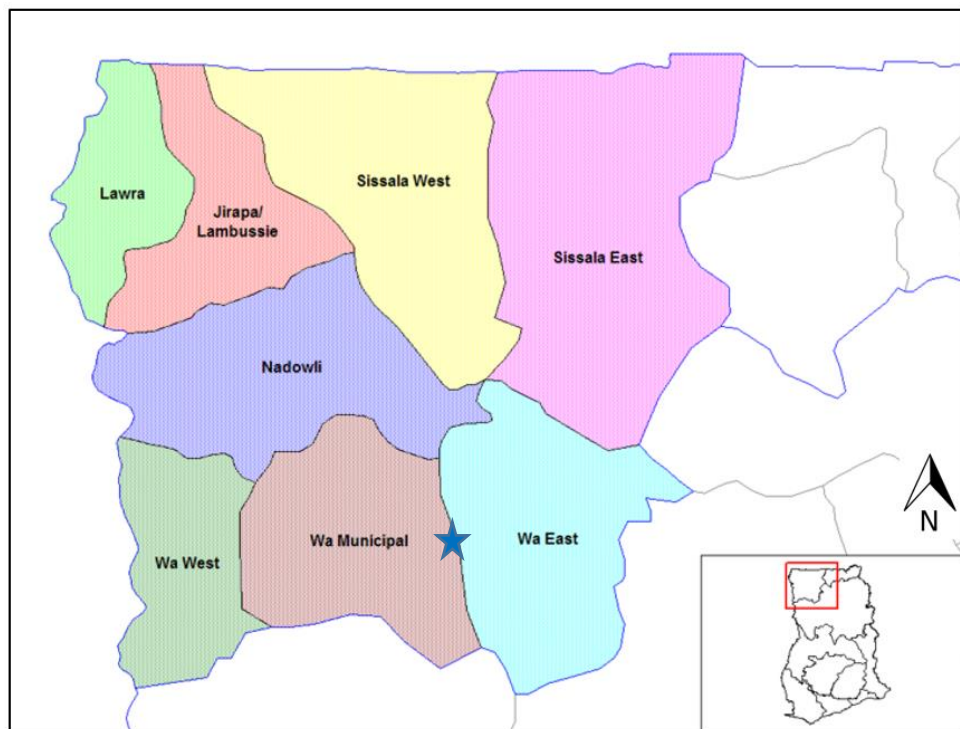 Lawra
Jirapa/
Lambussie
Sissala West
Sissala East
Nadowli
Wa West
Wa Municipal
Wa East
N